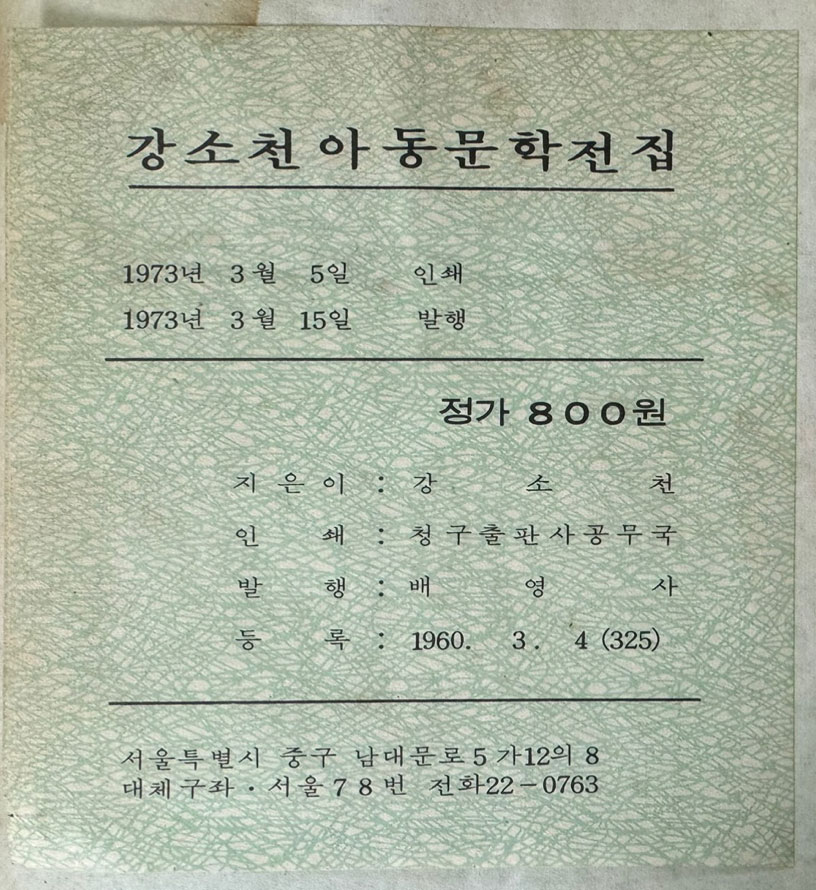 강소천아동문학전집
1973년 3월 5일 인쇄
1973년 3월 15일 발행
정가 800원
지은이 : 강소천
인쇄 : 청구출판사공무국
발행 : 배영사
등록 : 1960. 3. 4 (325)
서울특별시 중구 남대문로 5 가12의 8
대체구좌 · 서울 7 8 번 전화22-0763